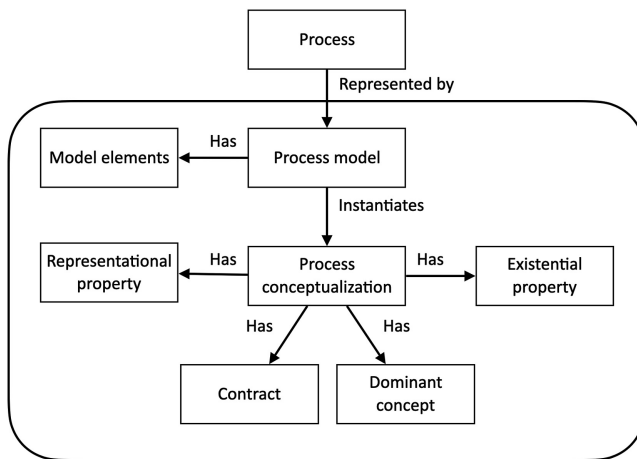 Process
Represented by
Model elements
Has
Process model
Instantiates
Representational
property
Has
Process
conceptualization
Has
Existential
property
Has
Has
Contract
Dominant
concept